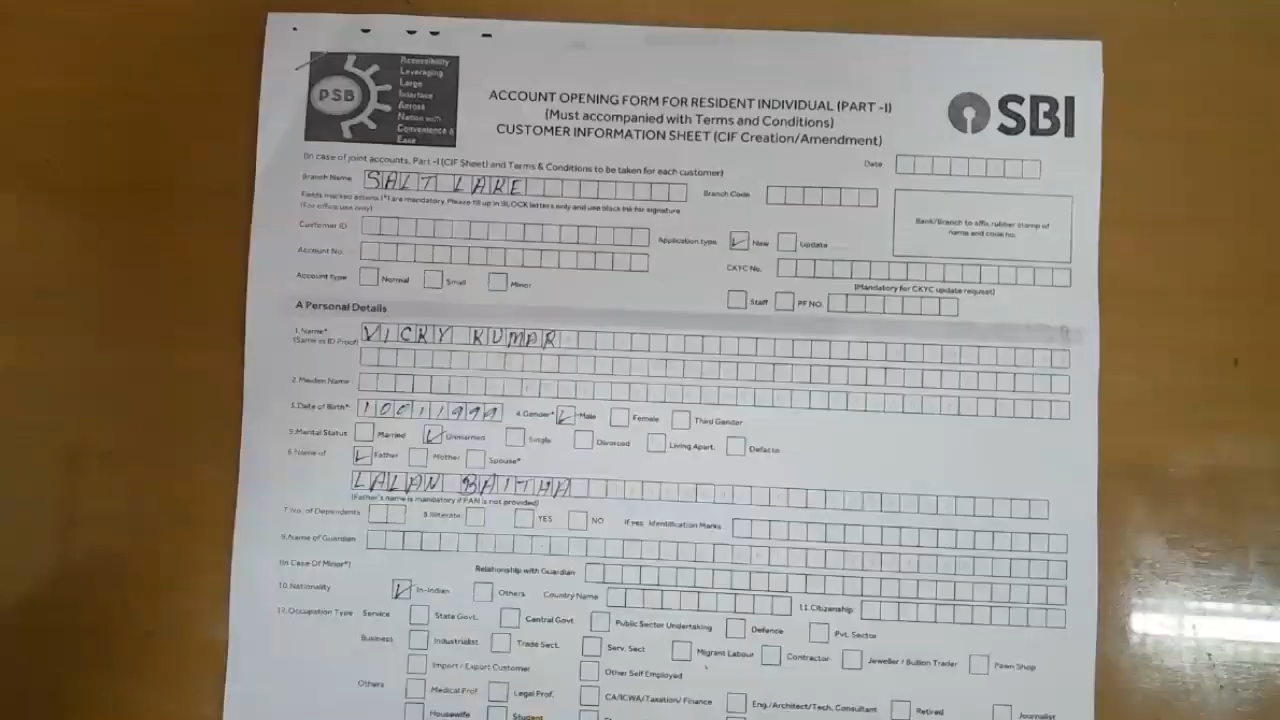 Accessibility
Leveraging
Large
Interface
Across
Nation with
Convenience &
Ease
PSB
ACCOUNT OPENING FORM FOR RESIDENT INDIVIDUAL (PART -I)
(Must accompanied with Terms and Conditions)
CUSTOMER INFORMATION SHEET (CIF Creation/Amendment)
SBI
(In case of joint accounts, Part -I (CIF Sheet) and Terms & Conditions to be taken for each customer)
Date
Branch Name SALT LAKE Branch Code
Fields marked asterix (*) are mandatory. Please fill up in BLOCK letters only and use black ink for signature
(For office use only)
Bank/Branch to affix rubber stamp of
name and code no.
Customer ID Application type New Update
Account No. CKYC No.
(Mandatory for CKYC update request)
Account type Normal Small Minor Staff PF NO.
A Personal Details
1.Name* VICKY KUMAR
(Same as ID Proof)
2. Maiden Name
3.Date of Birth* 10011999 4.Gender* Male Female Third Gender
5.Marital Status Married Unmarried Single Divorced Living Apart. Defacto
6.Name of Father Mother Spouse*
LALAN BAITHA
(Father's name is mandatory if PAN is not provided)
7.No. of Dependents 8.Illiterate YES NO If yes Identification Marks
9.Name of Guardian
(In Case Of Minor*) Relationship with Guardian
10.Nationality In-Indian Others Country Name 11.Citizenship
12.Occupation Type Service State Govt. Central Govt Public Sector Undertaking Defence Pvt. Sector
Business Industrialist Trade Sect. Serv. Sect Migrant Labour Contractor Jeweller / Bullion Trader Pawn Shop
Import / Export Customer Other Self Employed
Others Medical Prof. Legal Prof. CA/ICWA/Taxation/ Finance Eng./Architect/Tech. Consultant Retired Journalist
Housewife Student